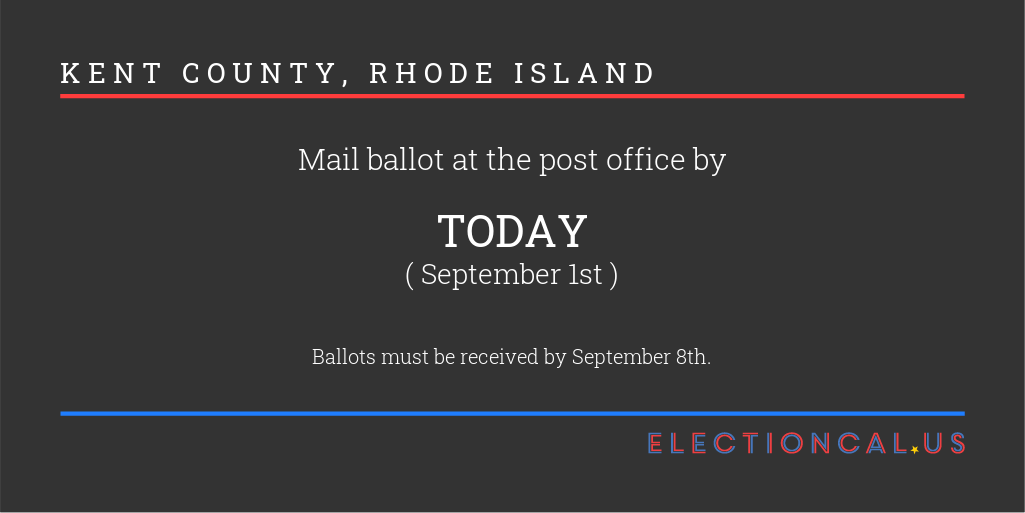 KENT COUNTY, RHODE ISLAND
Mail ballot at the post office by
TODAY
( September 1st )
Ballots must be received by September 8th.
ELECTIONCAL.US